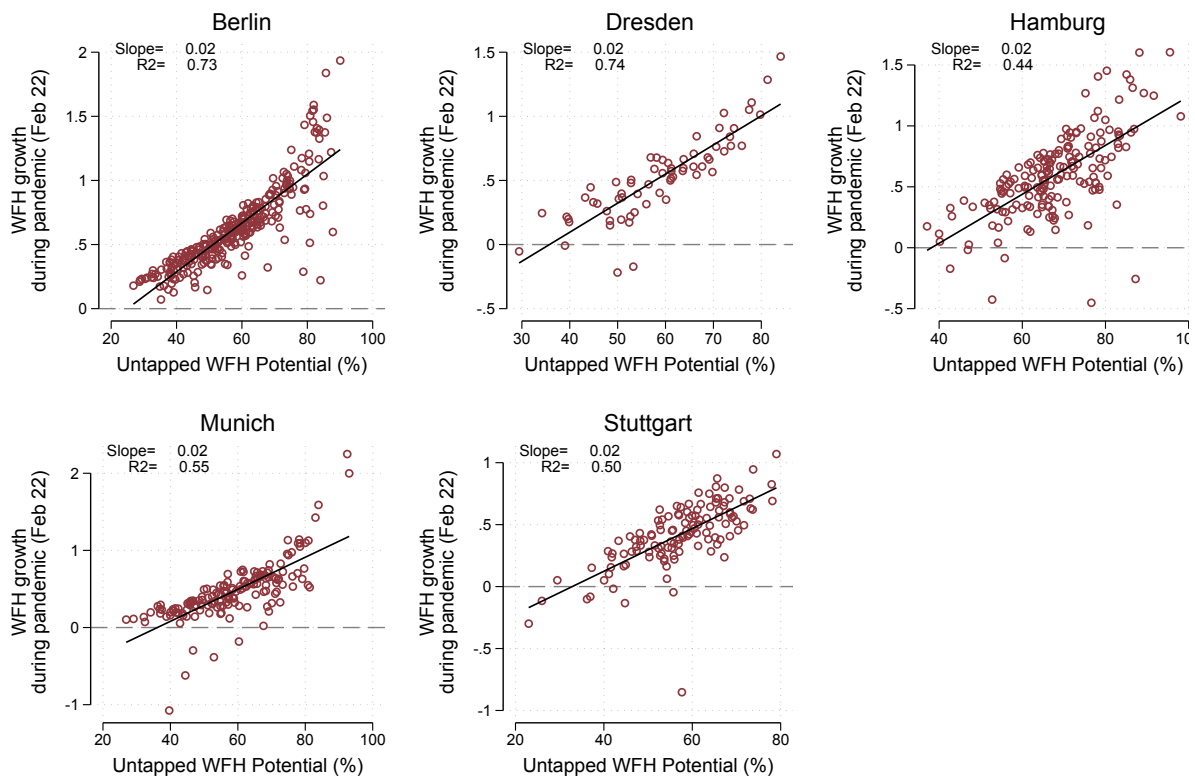 Berlin
Slope= 0.02
R2= 0.73
WFH growth
during pandemic (Feb 22)
2
1.5
1
.5
0
20 40 60 80 100
Untapped WFH Potential (%)
Dresden
Slope= 0.02
R2= 0.74
WFH growth
during pandemic (Feb 22)
1.5
1
.5
0
-.5
30 40 50 60 70 80
Untapped WFH Potential (%)
Hamburg
Slope= 0.02
R2= 0.44
WFH growth
during pandemic (Feb 22)
1.5
1
.5
0
-.5
40 60 80 100
Untapped WFH Potential (%)
Munich
Slope= 0.02
R2= 0.55
WFH growth
during pandemic (Feb 22)
2
1
0
-1
20 40 60 80 100
Untapped WFH Potential (%)
Stuttgart
Slope= 0.02
R2= 0.50
WFH growth
during pandemic (Feb 22)
1
.5
0
-.5
-1
20 40 60 80
Untapped WFH Potential (%)